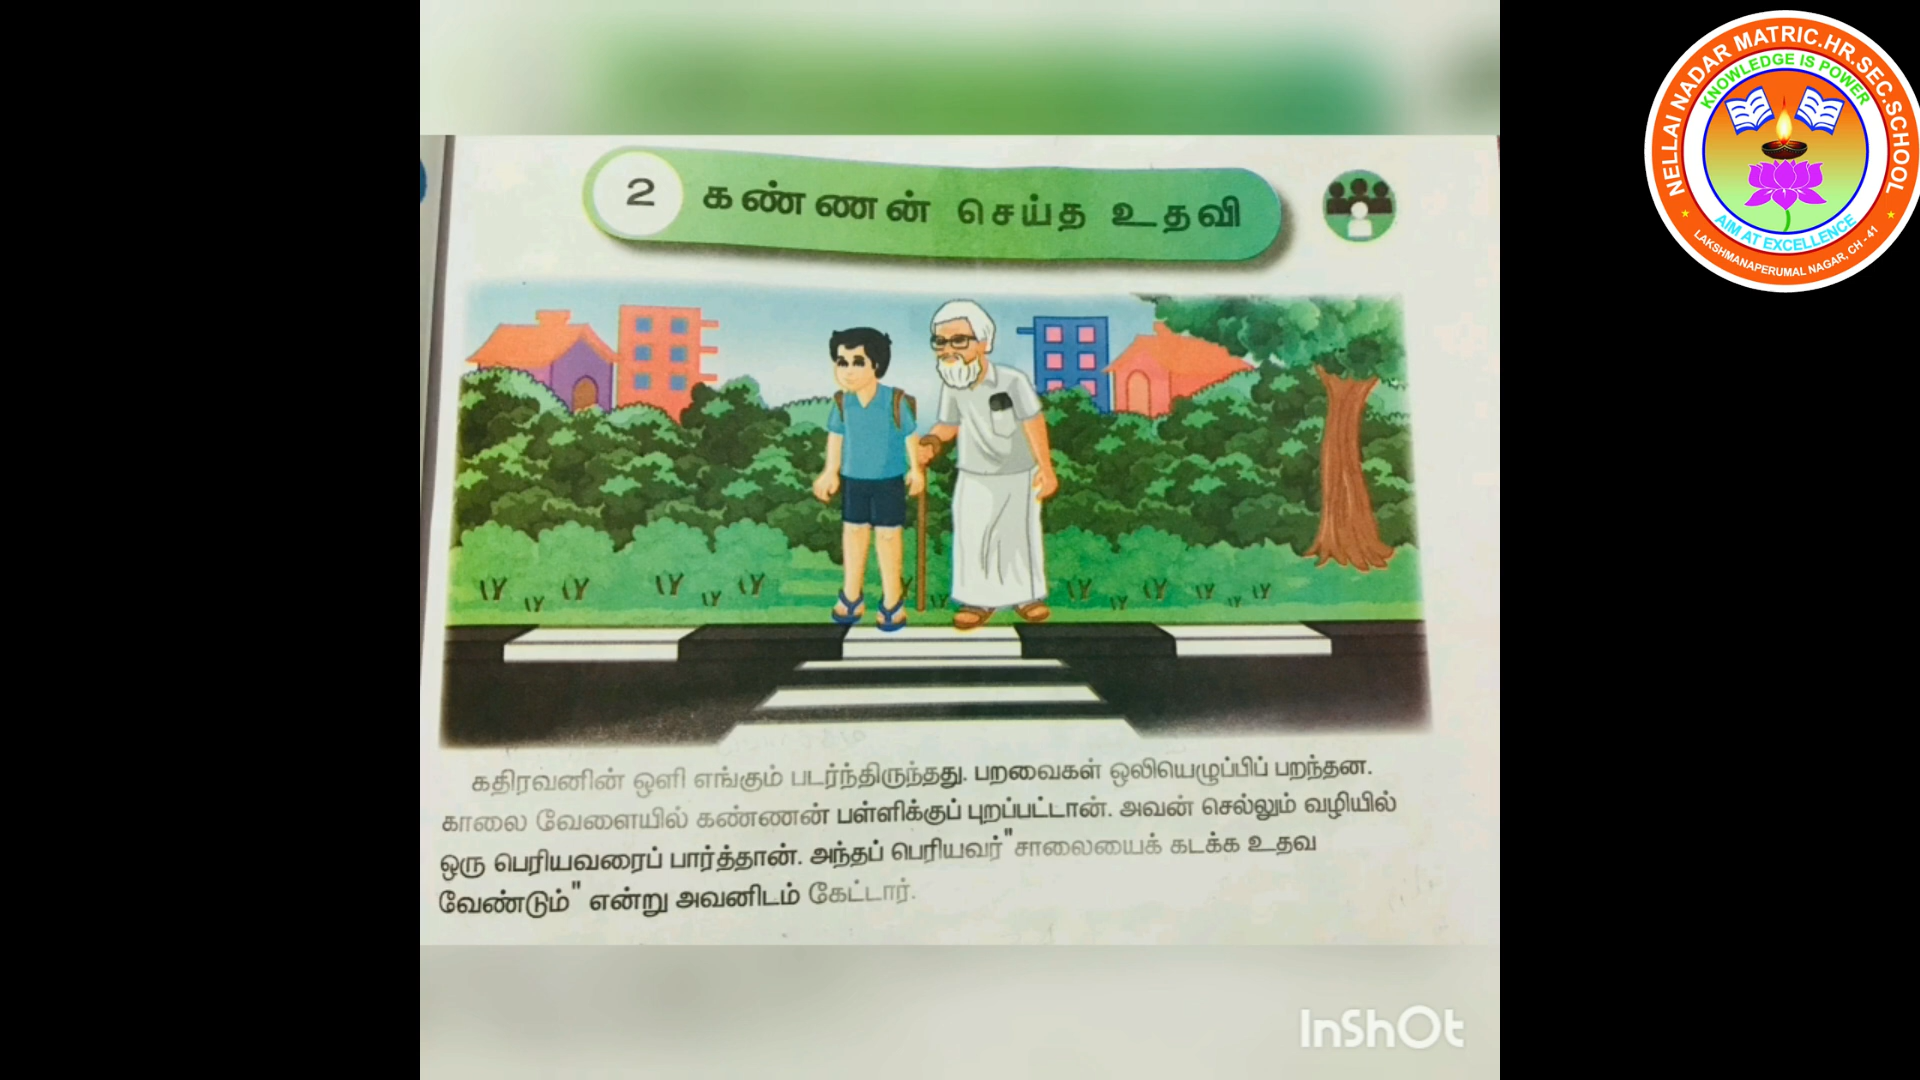 2 கண்ணன் செய்த உதவி
கதிரவனின் ஒளி எங்கும் படர்ந்திருந்தது. பறவைகள் ஒலியெழுப்பிப் பறந்தன.
காலை வேளையில் கண்ணன் பள்ளிக்குப் புறப்பட்டான். அவன் செல்லும் வழியில்
ஒரு பெரியவரைப் பார்த்தான். அந்தப் பெரியவர் "சாலையைக் கடக்க உதவ
வேண்டும்" என்று அவனிடம் கேட்டார்.
NELLAI NADAR MATRIC.HR.SEC.SCHOOL
KNOWLEDGE IS POWER
AIM AT EXCELLENCE
LAKSHMANAPERUMAL NAGAR, CH - 41
InShOt